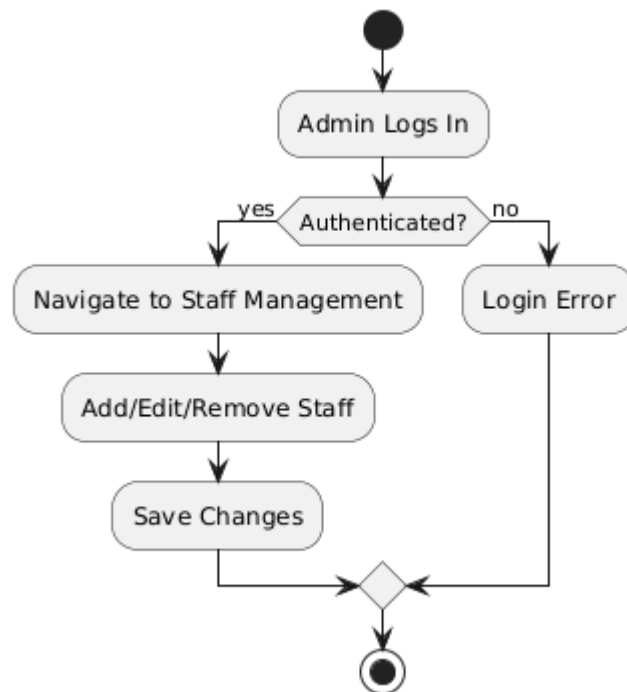 Admin Logs In
yes
Authenticated?
no
Navigate to Staff Management
Login Error
Add/Edit/Remove Staff
Save Changes